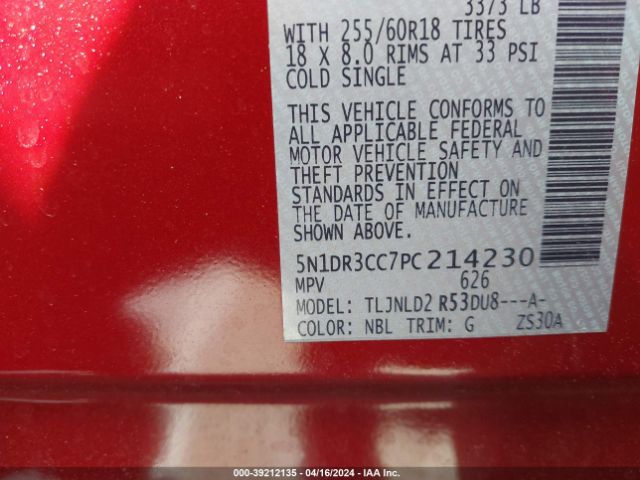 3373 LB
WITH 255/60R18 TIRES
18 X 8.0 RIMS AT 33 PSI
COLD SINGLE
THIS VEHICLE CONFORMS TO
ALL APPLICABLE FEDERAL
MOTOR VEHICLE SAFETY AND
THEFT PREVENTION
STANDARDS IN EFFECT ON
THE DATE OF MANUFACTURE
SHOWN ABOVE.
5N1DR3CC7PC214230
MPV 626
MODEL: TLJNLD2 R53DU8---A-
COLOR: NBL TRIM: G ZS30A
000-39212135 - 04/16/2024 - IAA Inc.